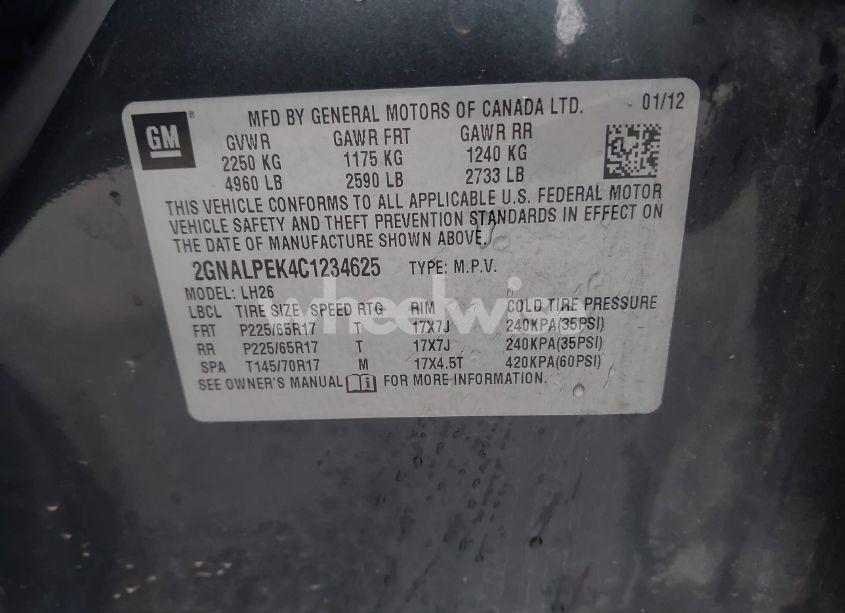 GM ®
MFD BY GENERAL MOTORS OF CANADA LTD. 01/12
GVWR GAWR FRT GAWR RR
2250 KG 1175 KG 1240 KG
4960 LB 2590 LB 2733 LB
THIS VEHICLE CONFORMS TO ALL APPLICABLE U.S. FEDERAL MOTOR
VEHICLE SAFETY AND THEFT PREVENTION STANDARDS IN EFFECT ON
THE DATE OF MANUFACTURE SHOWN ABOVE.
2GNALPEK4C1234625 TYPE: M.P.V.
MODEL: LH26
LBCL TIRE SIZE SPEED RTG RIM COLD TIRE PRESSURE
FRT P225/65R17 T 17X7J 240KPA(35PSI)
RR P225/65R17 T 17X7J 240KPA(35PSI)
SPA T145/70R17 M 17X4.5T 420KPA(60PSI)
SEE OWNER'S MANUAL FOR MORE INFORMATION.